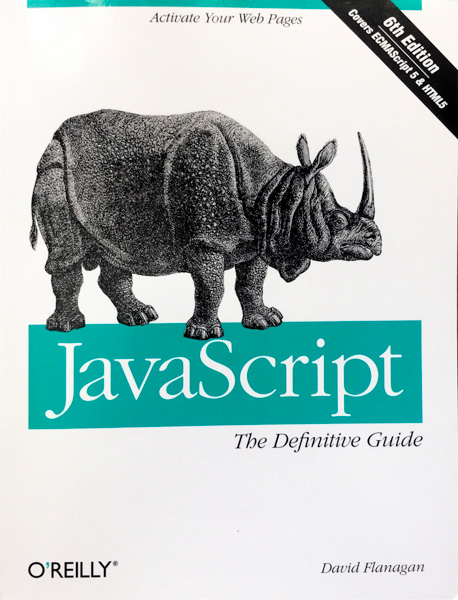 Activate Your Web Pages
6th Edition
Covers ECMAScript 5 & HTML5
JavaScript
The Definitive Guide
O'REILLY®
David Flanagan